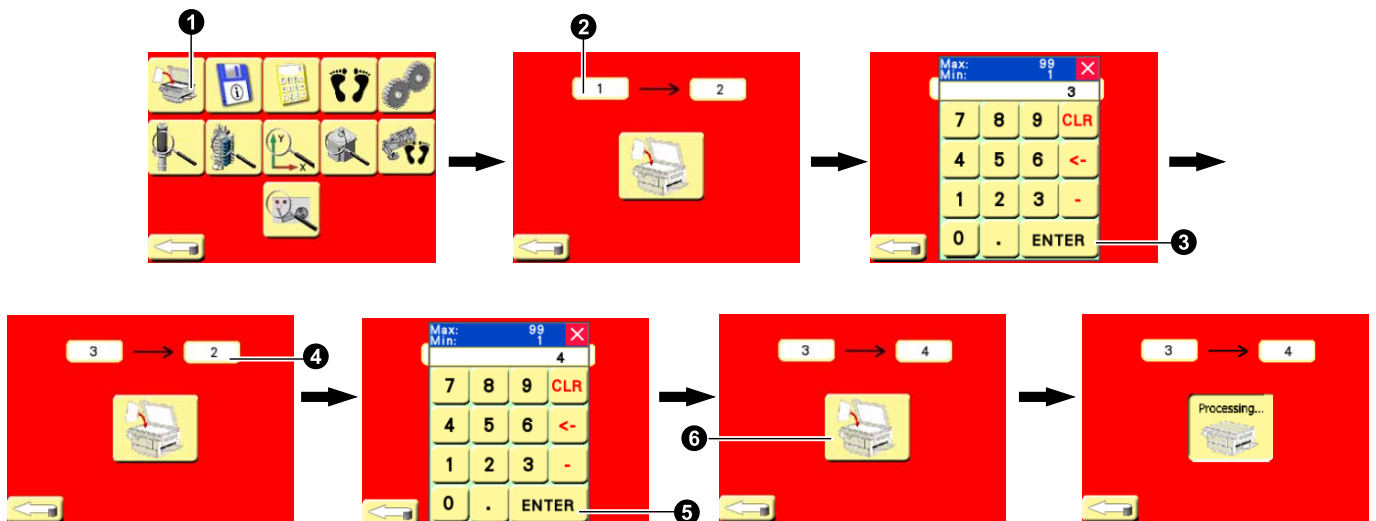 1
2
Y
X
1 2
Max: 99
Min: 1
3
7 8 9 CLR
4 5 6 <-
1 2 3 -
0 . ENTER
3
3 2
4
Max: 99
Min: 1
4
7 8 9 CLR
4 5 6 <-
1 2 3 -
0 . ENTER
5
3 4
6
3 4
Processing...